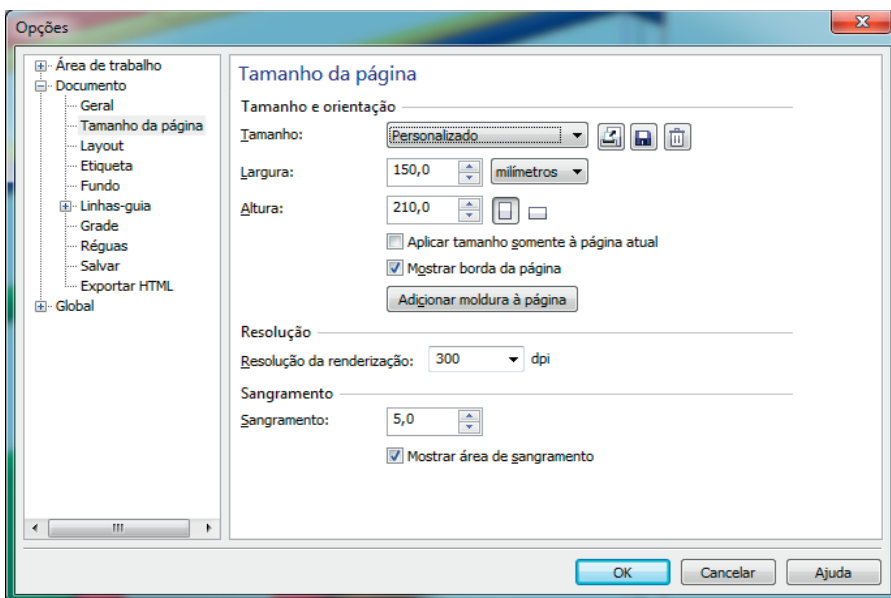 Opções
Área de trabalho
Documento
Geral
Tamanho da página
Layout
Etiqueta
Fundo
Linhas-guia
Grade
Réguas
Salvar
Exportar HTML
Global
Tamanho da página
Tamanho e orientação
Tamanho: Personalizado
Largura: 150,0 milímetros
Altura: 210,0
Aplicar tamanho somente à página atual
Mostrar borda da página
Adicionar moldura à página
Resolução
Resolução da renderização: 300 dpi
Sangramento
Sangramento: 5,0
Mostrar área de sangramento
OK Cancelar Ajuda